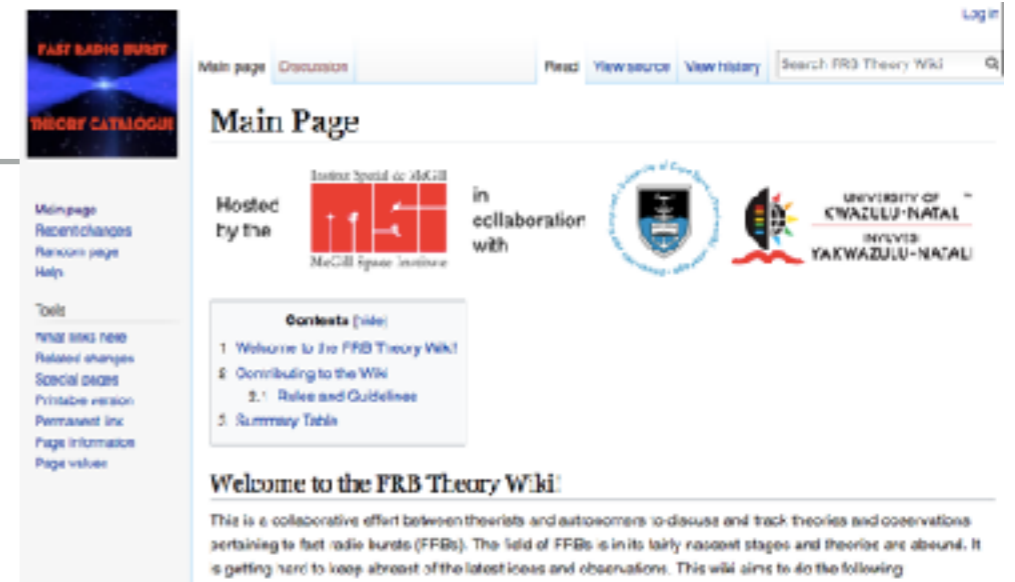 Log in
FAST RADIO BURST
THEORY CATALOGUE
Main page Discussion Read View source View history Search FRB Theory Wiki
Main Page
Hosted by the
Institut Spatial de McGill
MSI
McGill Space Institute
in collaboration with
UNIVERSITY OF
KWAZULU-NATAL
INYUVESI
YAKWAZULU-NATALI
Main page
Recent changes
Random page
Help
Tools
What links here
Related changes
Special pages
Printable version
Permanent link
Page information
Page values
Contents [hide]
1 Welcome to the FRB Theory Wiki!
2 Contributing to the Wiki
2.1 Rules and Guidelines
3 Summary Table
Welcome to the FRB Theory Wiki!
This is a collaborative effort between theorists and astronomers to discuss and track theories and observations
pertaining to fast radio bursts (FRBs). The field of FRBs is in its fairly nascent stages and theories are abound. It
is getting hard to keep abreast of the latest ideas and observations. This wiki aims to do the following